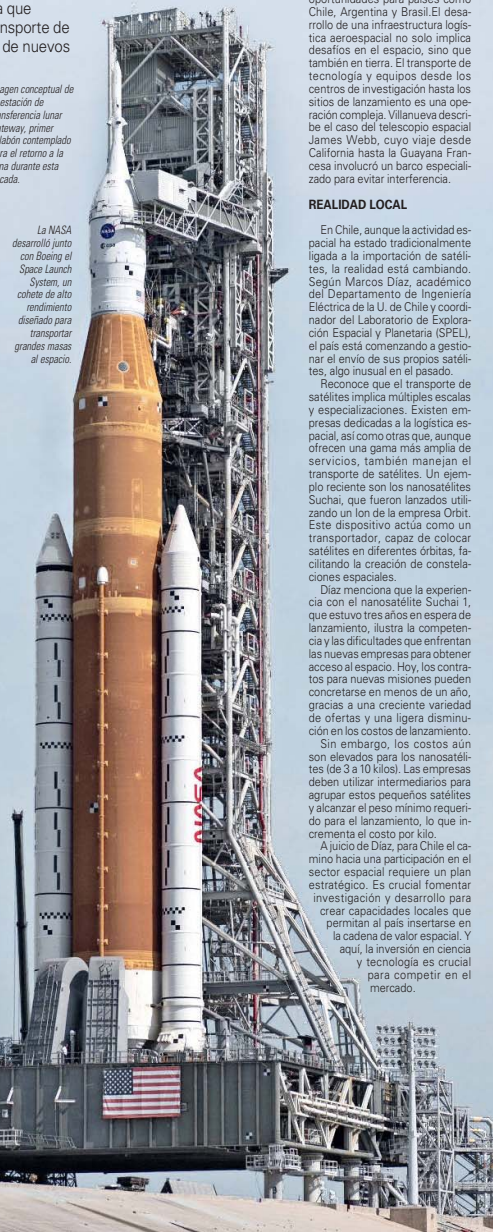 a que
transporte de
de nuevos
agen conceptual de
estación de
nsferencia lunar
teway, primer
labón contemplado
ra el retorno a la
na durante esta
cada.
La NASA
desarrolló junto
con Boeing el
Space Launch
System, un
cohete de alto
rendimiento
diseñado para
transportar
grandes masas
al espacio.
oportunidades para países como
Chile, Argentina y Brasil.El desa-
rrollo de una infraestructura logís-
tica aeroespacial no solo implica
desafíos en el espacio, sino que
también en tierra. El transporte de
tecnología y equipos desde los
centros de investigación hasta los
sitios de lanzamiento es una ope-
ración compleja. Villanueva descri-
be el caso del telescopio espacial
James Webb, cuyo viaje desde
California hasta la Guayana Fran-
cesa involucró un barco especiali-
zado para evitar interferencia.
REALIDAD LOCAL
En Chile, aunque la actividad es-
pacial ha estado tradicionalmente
ligada a la importación de satéli-
tes, la realidad está cambiando.
Según Marcos Díaz, académico
del Departamento de Ingeniería
Eléctrica de la U. de Chile y coordi-
nador del Laboratorio de Explora-
ción Espacial y Planetaria (SPEL),
el país está comenzando a gestio-
nar el envío de sus propios satéli-
tes, algo inusual en el pasado.
Reconoce que el transporte de
satélites implica múltiples escalas
y especializaciones. Existen em-
presas dedicadas a la logística es-
pacial, así como otras que, aunque
ofrecen una gama más amplia de
servicios, también manejan el
transporte de satélites. Un ejem-
plo reciente son los nanosatélites
Suchai, que fueron lanzados utili-
zando un Ion de la empresa Orbit.
Este dispositivo actúa como un
transportador, capaz de colocar
satélites en diferentes órbitas, fa-
cilitando la creación de constela-
ciones espaciales.
Díaz menciona que la experien-
cia con el nanosatélite Suchai 1,
que estuvo tres años en espera de
lanzamiento, ilustra la competen-
cia y las dificultades que enfrentan
las nuevas empresas para obtener
acceso al espacio. Hoy, los contra-
tos para nuevas misiones pueden
concretarse en menos de un año,
gracias a una creciente variedad
de ofertas y una ligera disminu-
ción en los costos de lanzamiento.
Sin embargo, los costos aún
son elevados para los nanosatéli-
tes (de 3 a 10 kilos). Las empresas
deben utilizar intermediarios para
agrupar estos pequeños satélites
y alcanzar el peso mínimo requeri-
do para el lanzamiento, lo que in-
crementa el costo por kilo.
A juicio de Díaz, para Chile el ca-
mino hacia una participación en el
sector espacial requiere un plan
estratégico. Es crucial fomentar
investigación y desarrollo para
crear capacidades locales que
permitan al país insertarse en
la cadena de valor espacial. Y
aquí, la inversión en ciencia
y tecnología es crucial
para competir en el
mercado.
NASA
esa
NASA